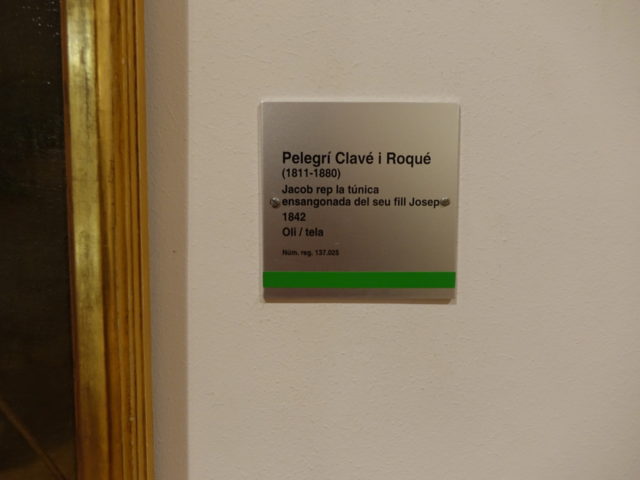 Pelegrí Clavé i Roqué
(1811-1880)
Jacob rep la túnica
ensangonada del seu fill Josep
1842
Oli / tela
Núm. reg. 137.025